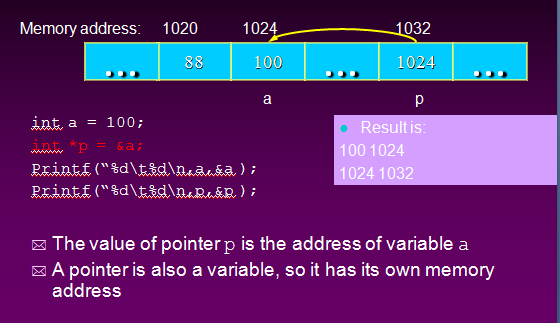 Memory address: 1020 1024 1032
... 88 100 ... 1024 ...
a p
int a = 100;
int *p = &a;
Printf(“%d\t%d\n,a,&a );
Printf(“%d\t%d\n,p,&p );
Result is:
100 1024
1024 1032
The value of pointer p is the address of variable a
A pointer is also a variable, so it has its own memory
address